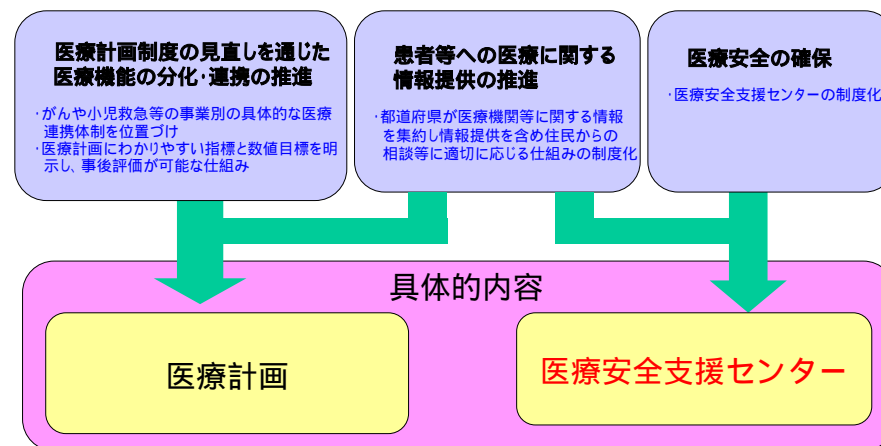 医療計画制度の見直しを通じた
医療機能の分化・連携の推進
・がんや小児救急等の事業別の具体的な医療
連携体制を位置づけ
・医療計画にわかりやすい指標と数値目標を明
示し、事後評価が可能な仕組み
患者等への医療に関する
情報提供の推進
・都道府県が医療機関等に関する情報
を集約し情報提供を含め住民からの
相談等に適切に応じる仕組みの制度化
医療安全の確保
・医療安全支援センターの制度化
具体的内容
医療計画
医療安全支援センター